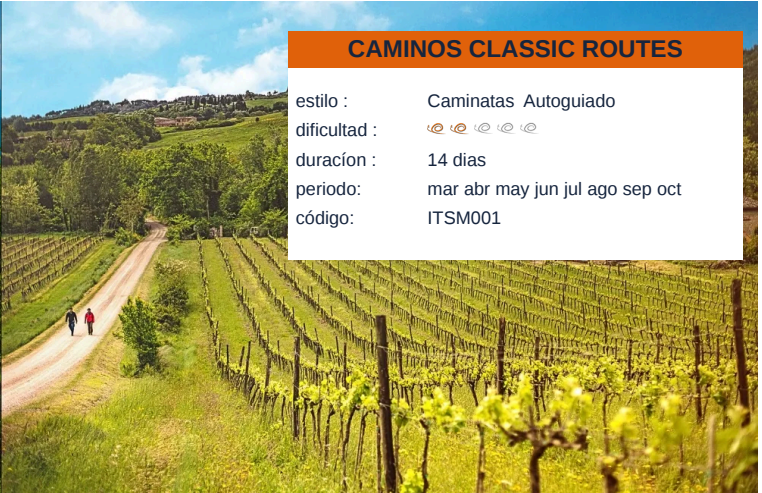 CAMINOS CLASSIC ROUTES
estilo : Caminatas Autoguiado
dificultad :
duracíon : 14 dias
periodo: mar abr may jun jul ago sep oct
código: ITSM001